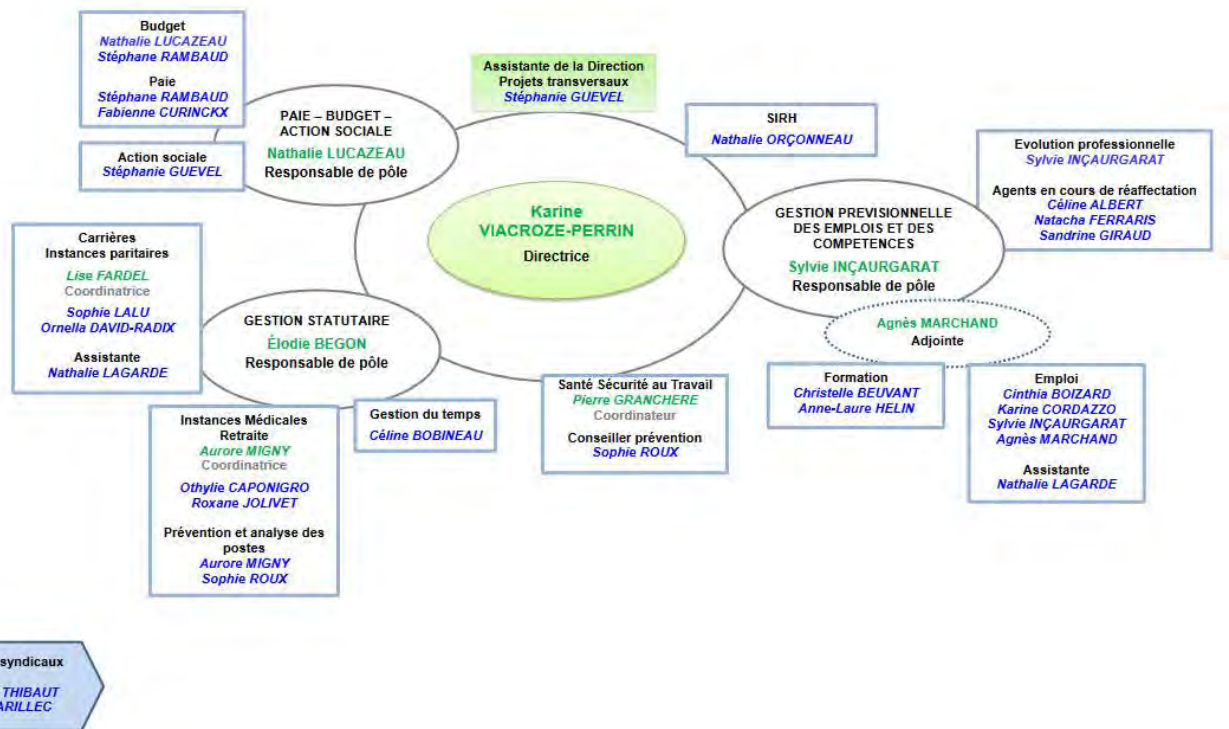 Budget
Nathalie LUCAZEAU
Stéphane RAMBAUD
Paie
Stéphane RAMBAUD
Fabienne CURINCKX
Action sociale
Stéphanie GUEVEL
PAIE – BUDGET –
ACTION SOCIALE
Nathalie LUCAZEAU
Responsable de pôle
Assistante de la Direction
Projets transversaux
Stéphanie GUEVEL
SIRH
Nathalie ORÇONNEAU
Karine
VIACROZE-PERRIN
Directrice
GESTION PREVISIONNELLE
DES EMPLOIS ET DES
COMPETENCES
Sylvie INÇAURGARAT
Responsable de pôle
Evolution professionnelle
Sylvie INÇAURGARAT
Agents en cours de réaffectation
Céline ALBERT
Natacha FERRARIS
Sandrine GIRAUD
Agnès MARCHAND
Adjointe
Carrières
Instances paritaires
Lise FARDEL
Coordinatrice
Sophie LALU
Ornella DAVID-RADIX
Assistante
Nathalie LAGARDE
GESTION STATUTAIRE
Élodie BEGON
Responsable de pôle
Instances Médicales
Retraite
Aurore MIGNY
Coordinatrice
Othylie CAPONIGRO
Roxane JOLIVET
Prévention et analyse des
postes
Aurore MIGNY
Sophie ROUX
Gestion du temps
Céline BOBINEAU
Santé Sécurité au Travail
Pierre GRANCHERE
Coordinateur
Conseiller prévention
Sophie ROUX
Formation
Christelle BEUVANT
Anne-Laure HELIN
Emploi
Cinthia BOIZARD
Karine CORDAZZO
Sylvie INÇAURGARAT
Agnès MARCHAND
Assistante
Nathalie LAGARDE
syndicaux
THIBAUT
ARILLEC